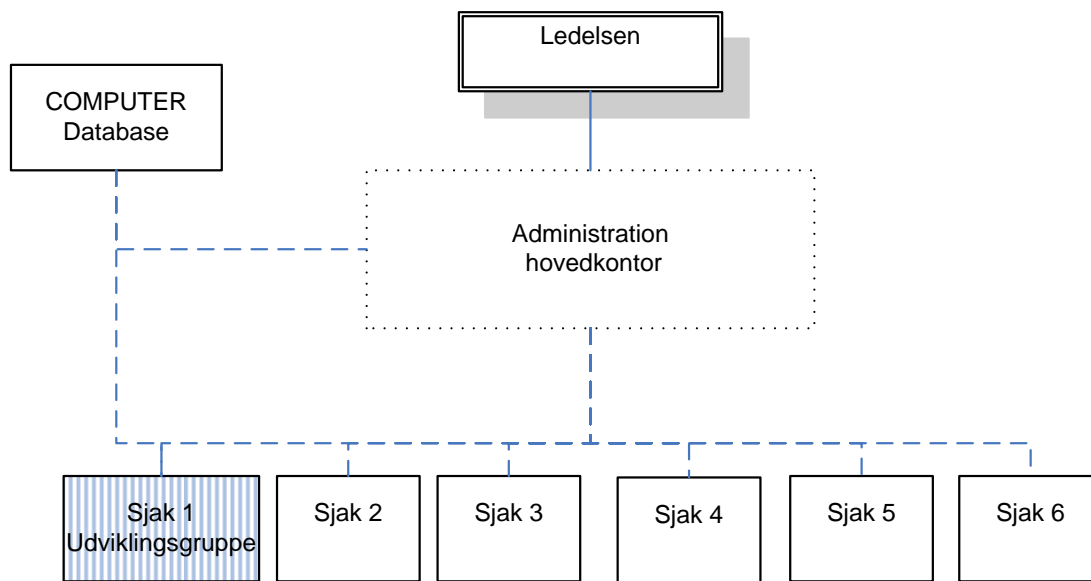 Ledelsen
COMPUTER
Database
Administration
hovedkontor
Sjak 1
Udviklingsgruppe
Sjak 2
Sjak 3
Sjak 4
Sjak 5
Sjak 6